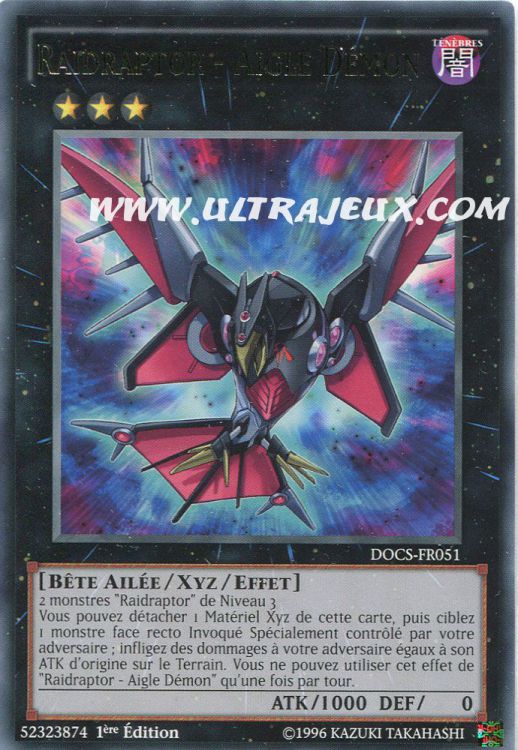 RAIDRAPTOR - AIGLE DÉMON
TÉNÈBRES
闇
WWW.ULTRAJEUX.COM
DOCS-FR051
[BÊTE AILÉE/XYZ/EFFET]
2 monstres "Raidraptor" de Niveau 3
Vous pouvez détacher 1 Matériel Xyz de cette carte, puis ciblez
1 monstre face recto Invoqué Spécialement contrôlé par votre
adversaire ; infligez des dommages à votre adversaire égaux à son
ATK d'origine sur le Terrain. Vous ne pouvez utiliser cet effet de
"Raidraptor - Aigle Démon" qu'une fois par tour.
ATK/1000 DEF/ 0
52323874 1ère Édition ©1996 KAZUKI TAKAHASHI